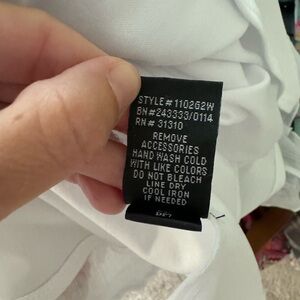 STYLE# 110262W
BN# 243333/0114
RN# 31310
REMOVE
ACCESSORIES
HAND WASH COLD
WITH LIKE COLORS
DO NOT BLEACH
LINE DRY
COOL IRON
IF NEEDED